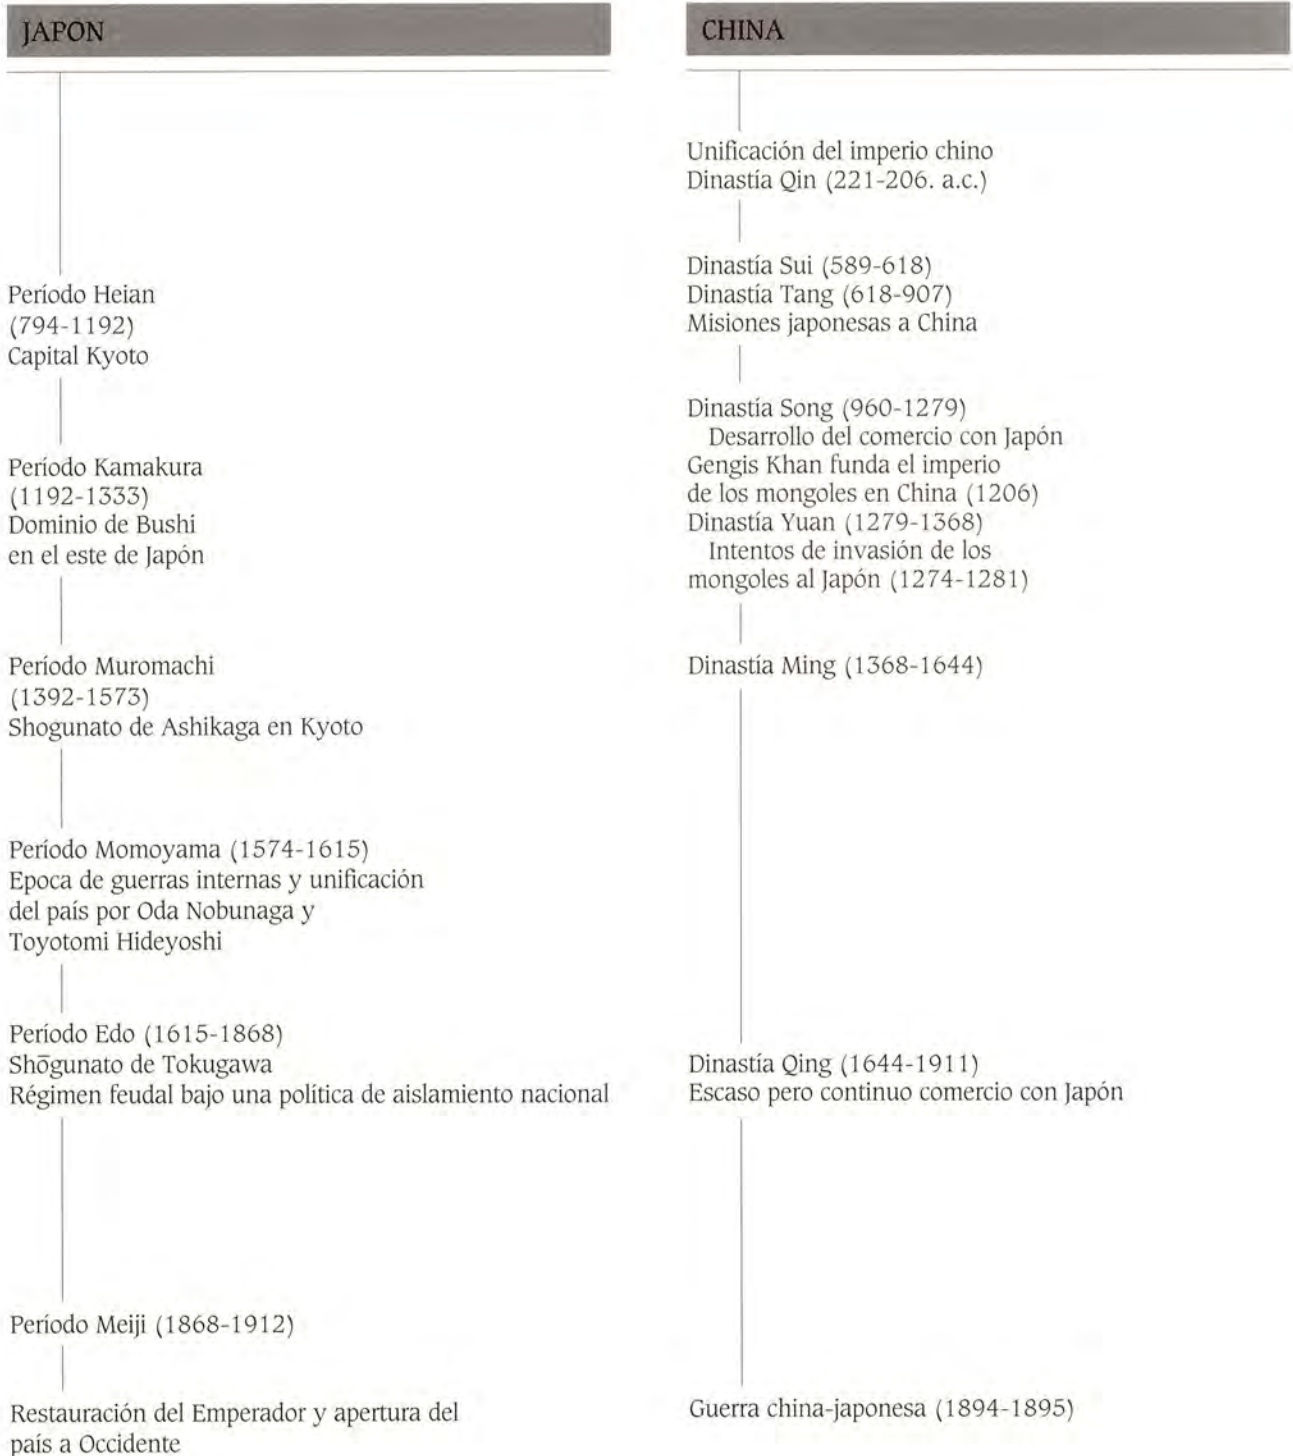 JAPON
Período Heian
(794-1192)
Capital Kyoto
Período Kamakura
(1192-1333)
Dominio de Bushi
en el este de Japón
Período Muromachi
(1392-1573)
Shogunato de Ashikaga en Kyoto
Período Momoyama (1574-1615)
Epoca de guerras internas y unificación
del país por Oda Nobunaga y
Toyotomi Hideyoshi
Período Edo (1615-1868)
Shōgunato de Tokugawa
Régimen feudal bajo una política de aislamiento nacional
Período Meiji (1868-1912)
Restauración del Emperador y apertura del
país a Occidente
CHINA
Unificación del imperio chino
Dinastía Qin (221-206. a.c.)
Dinastía Sui (589-618)
Dinastía Tang (618-907)
Misiones japonesas a China
Dinastía Song (960-1279)
Desarrollo del comercio con Japón
Gengis Khan funda el imperio
de los mongoles en China (1206)
Dinastía Yuan (1279-1368)
Intentos de invasión de los
mongoles al Japón (1274-1281)
Dinastía Ming (1368-1644)
Dinastía Qing (1644-1911)
Escaso pero continuo comercio con Japón
Guerra china-japonesa (1894-1895)